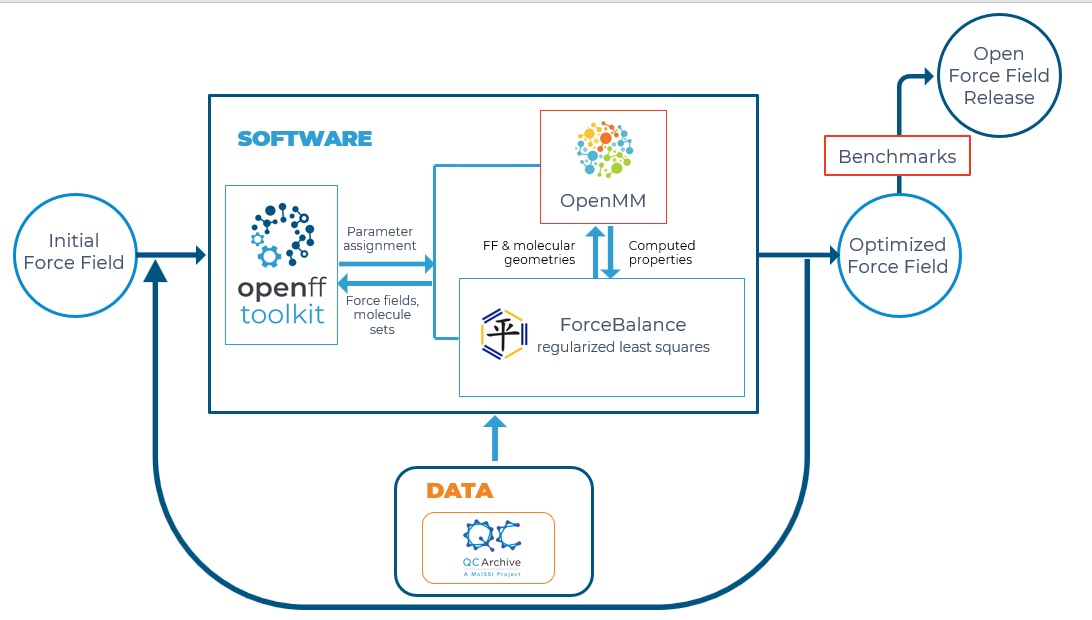 Open
Force Field
Release
SOFTWARE
Benchmarks
OpenMM
Initial
Force Field
Parameter
assignment
FF & molecular
geometries
Computed
properties
Optimized
Force Field
openff
toolkit
Force fields,
molecule
sets
平
ForceBalance
regularized least squares
DATA
QC
QCArchive
A MolSSI Project